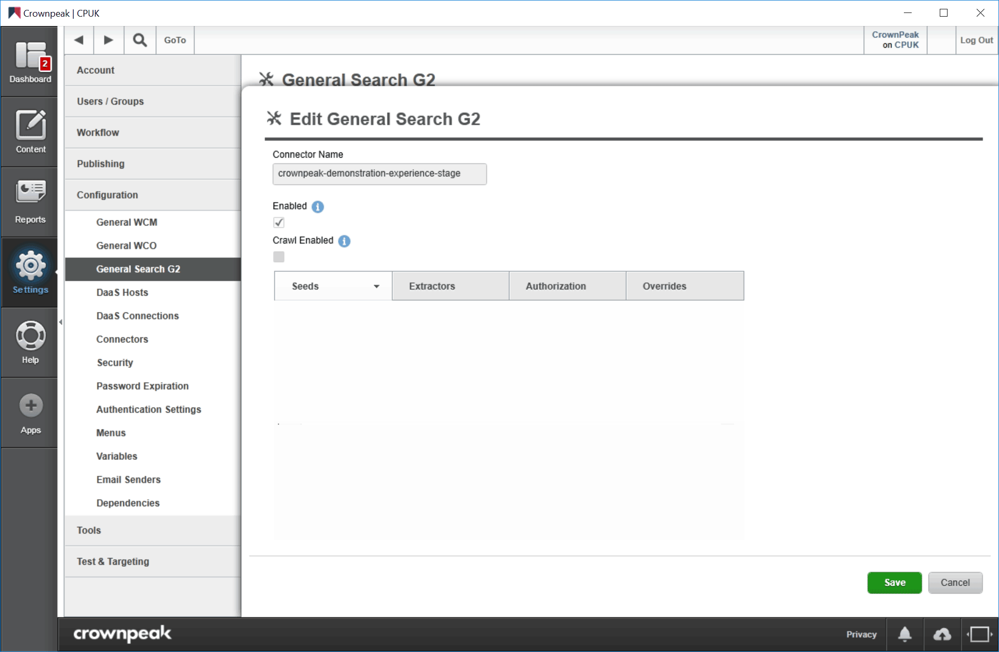 Crownpeak | CPUK
GoTo
CrownPeak
on CPUK
Log Out
2
Dashboard
Content
Reports
Settings
Help
Apps
Account
Users / Groups
Workflow
Publishing
Configuration
General WCM
General WCO
General Search G2
DaaS Hosts
DaaS Connections
Connectors
Security
Password Expiration
Authentication Settings
Menus
Variables
Email Senders
Dependencies
Tools
Test & Targeting
General Search G2
Edit General Search G2
Connector Name
crownpeak-demonstration-experience-stage
Enabled
Crawl Enabled
Seeds Extractors Authorization Overrides
Save Cancel
crownpeak
Privacy